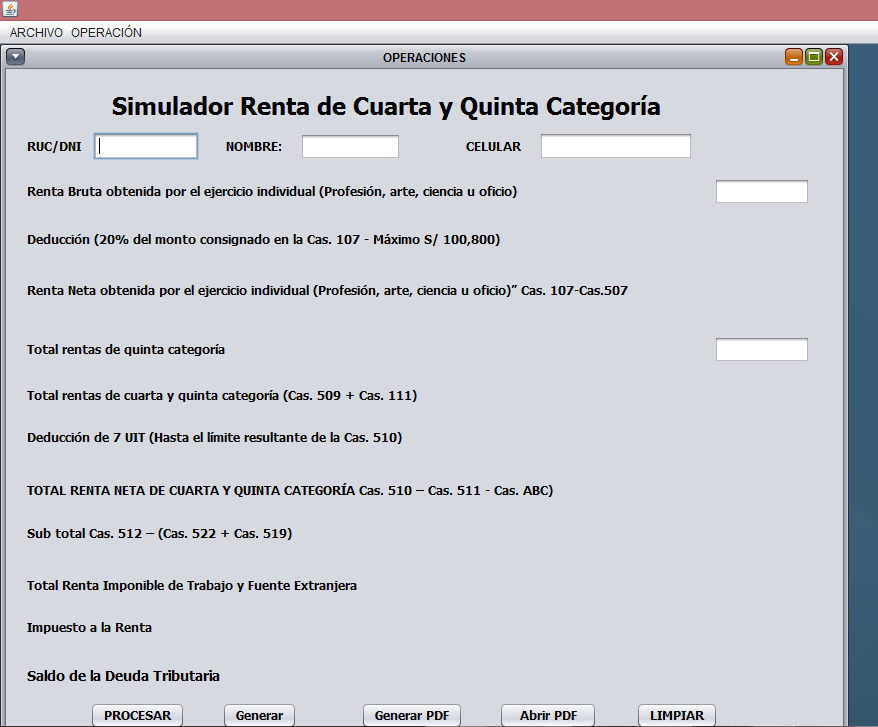 ARCHIVO OPERACIÓN
OPERACIONES
Simulador Renta de Cuarta y Quinta Categoría
RUC/DNI NOMBRE: CELULAR
Renta Bruta obtenida por el ejercicio individual (Profesión, arte, ciencia u oficio)
Deducción (20% del monto consignado en la Cas. 107 - Máximo S/ 100,800)
Renta Neta obtenida por el ejercicio individual (Profesión, arte, ciencia u oficio)” Cas. 107-Cas.507
Total rentas de quinta categoría
Total rentas de cuarta y quinta categoría (Cas. 509 + Cas. 111)
Deducción de 7 UIT (Hasta el límite resultante de la Cas. 510)
TOTAL RENTA NETA DE CUARTA Y QUINTA CATEGORÍA Cas. 510 – Cas. 511 - Cas. ABC)
Sub total Cas. 512 – (Cas. 522 + Cas. 519)
Total Renta Imponible de Trabajo y Fuente Extranjera
Impuesto a la Renta
Saldo de la Deuda Tributaria
PROCESAR Generar Generar PDF Abrir PDF LIMPIAR